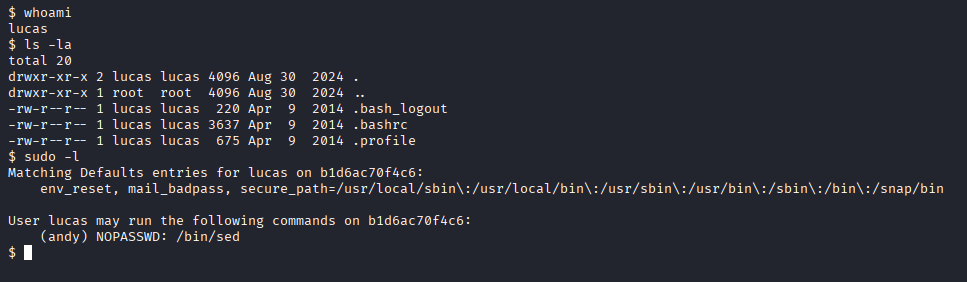 $ whoami
lucas
$ ls -la
total 20
drwxr-xr-x 2 lucas lucas 4096 Aug 30  2024 .
drwxr-xr-x 1 root  root  4096 Aug 30  2024 ..
-rw-r--r-- 1 lucas lucas  220 Apr  9  2014 .bash_logout
-rw-r--r-- 1 lucas lucas 3637 Apr  9  2014 .bashrc
-rw-r--r-- 1 lucas lucas  675 Apr  9  2014 .profile
$ sudo -l
Matching Defaults entries for lucas on b1d6ac70f4c6:
    env_reset, mail_badpass, secure_path=/usr/local/sbin\:/usr/local/bin\:/usr/sbin\:/usr/bin\:/sbin\:/bin\:/snap/bin

User lucas may run the following commands on b1d6ac70f4c6:
    (andy) NOPASSWD: /bin/sed
$